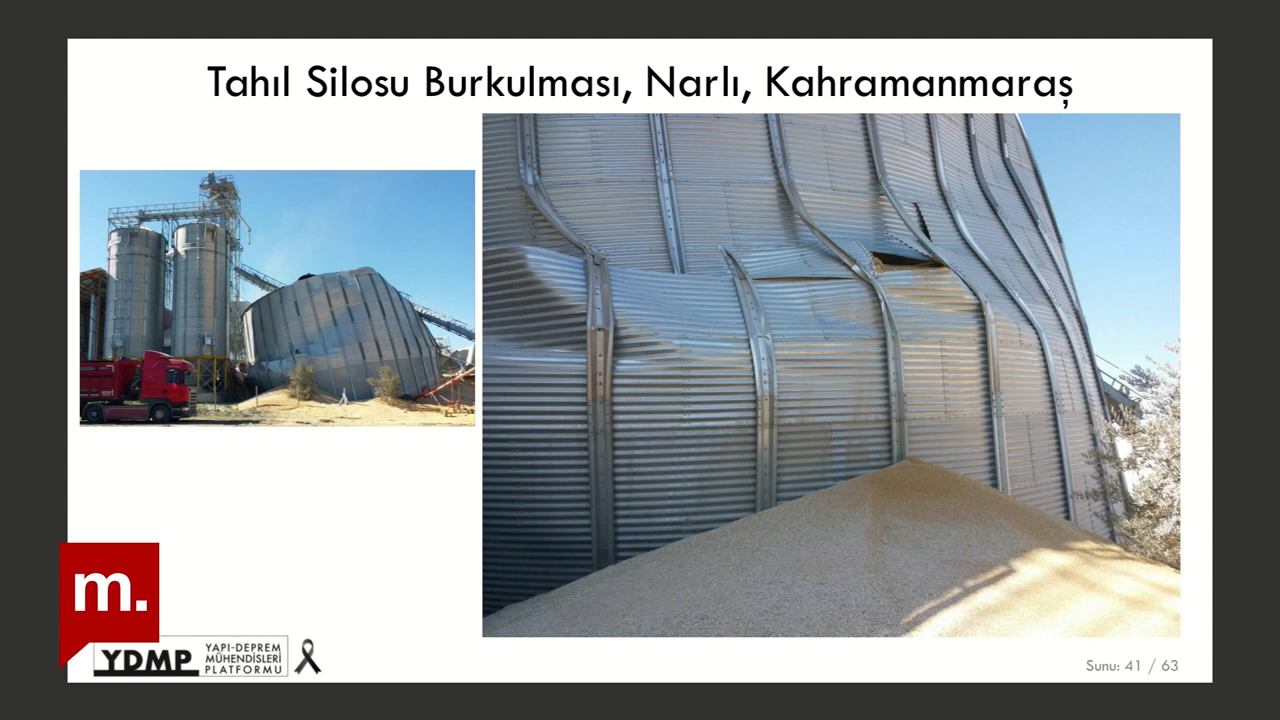 Tahıl Silosu Burkulması, Narlı, Kahramanmaraş
m.
YDMP
YAPI-DEPREM
MÜHENDİSLERİ
PLATFORMU
Sunu: 41 / 63